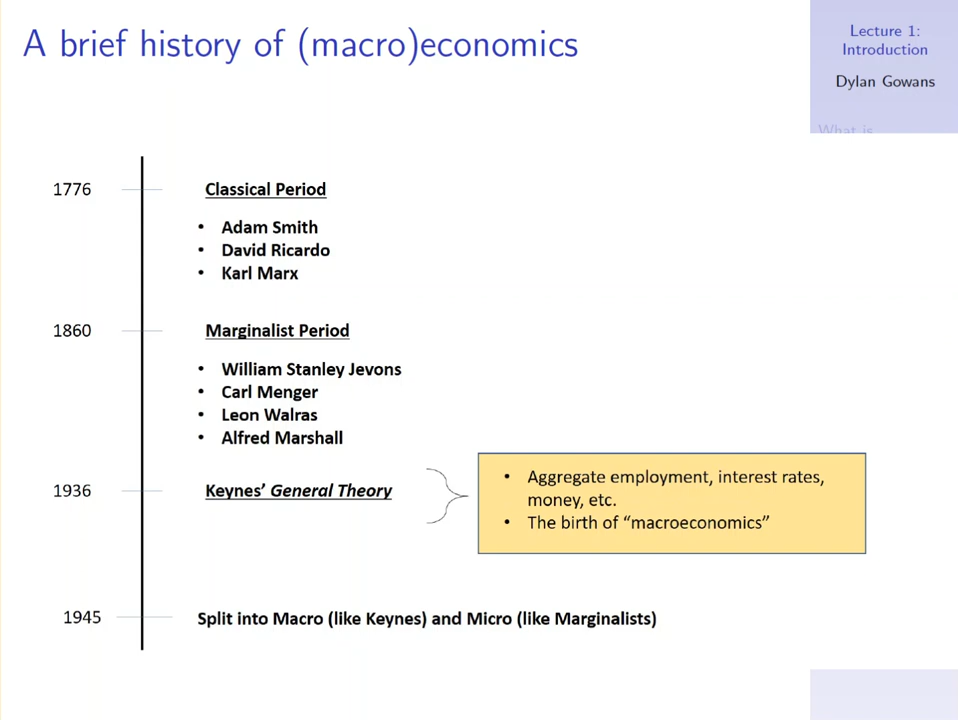 A brief history of (macro)economics
Lecture 1:
Introduction
Dylan Gowans
What is
1776
Classical Period
• Adam Smith
• David Ricardo
• Karl Marx
1860
Marginalist Period
• William Stanley Jevons
• Carl Menger
• Leon Walras
• Alfred Marshall
1936
Keynes’ General Theory
• Aggregate employment, interest rates,
money, etc.
• The birth of “macroeconomics”
1945
Split into Macro (like Keynes) and Micro (like Marginalists)